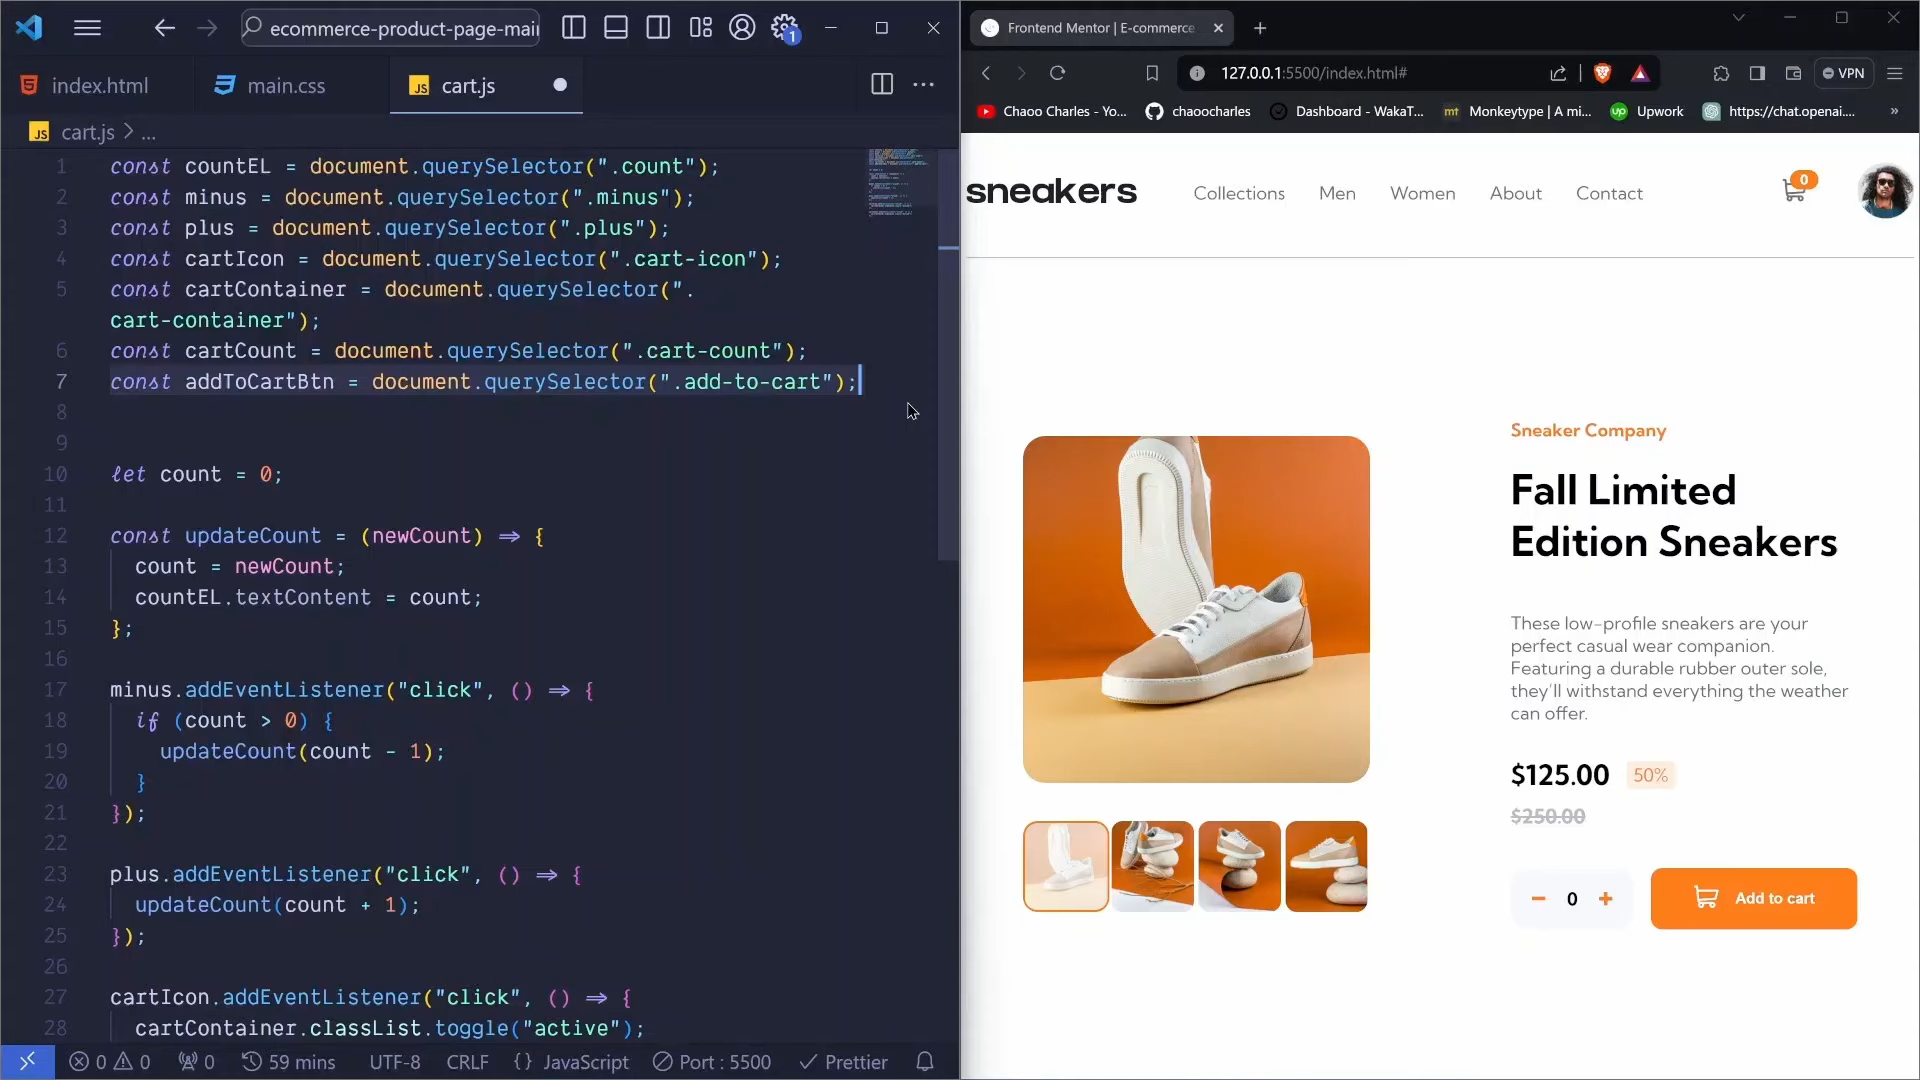 ecommerce-product-page-mai
1
index.html
main.css
cart.js
JS cart.js > ...
1 const countEL = document.querySelector(".count");
2 const minus = document.querySelector(".minus");
3 const plus = document.querySelector(".plus");
4 const cartIcon = document.querySelector(".cart-icon");
5 const cartContainer = document.querySelector(".
cart-container");
6 const cartCount = document.querySelector(".cart-count");
7 const addToCartBtn = document.querySelector(".add-to-cart");
8
9
10 let count = 0;
11
12 const updateCount = (newCount) => {
13 count = newCount;
14 countEL.textContent = count;
15 };
16
17 minus.addEventListener("click", () => {
18 if (count > 0) {
19 updateCount(count - 1);
20 }
21 });
22
23 plus.addEventListener("click", () => {
24 updateCount(count + 1);
25 });
26
27 cartIcon.addEventListener("click", () => {
28 cartContainer.classList.toggle("active");
0 0 0 59 mins UTF-8 CRLF {} JavaScript Port : 5500 Prettier
Frontend Mentor | E-commerce
127.0.0.1:5500/index.html#
VPN
Chaoo Charles - Yo... chaoocharles Dashboard - WakaT... mt Monkeytype | A mi... up Upwork https://chat.openai.... »
sneakers Collections Men Women About Contact 0
Sneaker Company
Fall Limited
Edition Sneakers
These low-profile sneakers are your
perfect casual wear companion.
Featuring a durable rubber outer sole,
they'll withstand everything the weather
can offer.
$125.00 50%
$250.00
− 0 + Add to cart